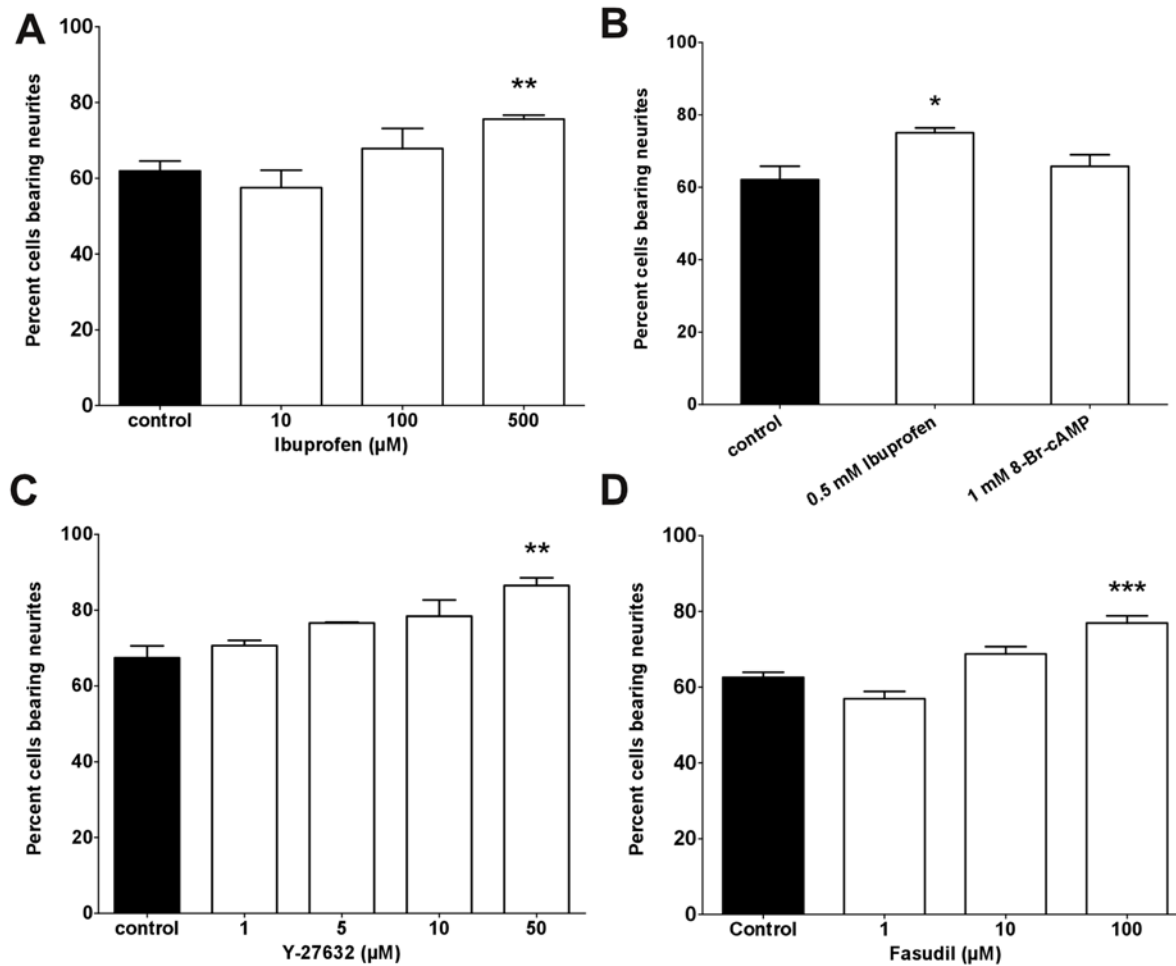 A
Percent cells bearing neurites
100
80
60
40
20
0
**
control 10 100 500
Ibuprofen (µM)
B
Percent cells bearing neurites
100
80
60
40
20
0
*
control
0.5 mM Ibuprofen
1 mM 8-Br-cAMP
C
Percent cells bearing neurites
100
80
60
40
20
0
**
control 1 5 10 50
Y-27632 (µM)
D
Percent cells bearing neurites
100
80
60
40
20
0
***
Control 1 10 100
Fasudil (µM)